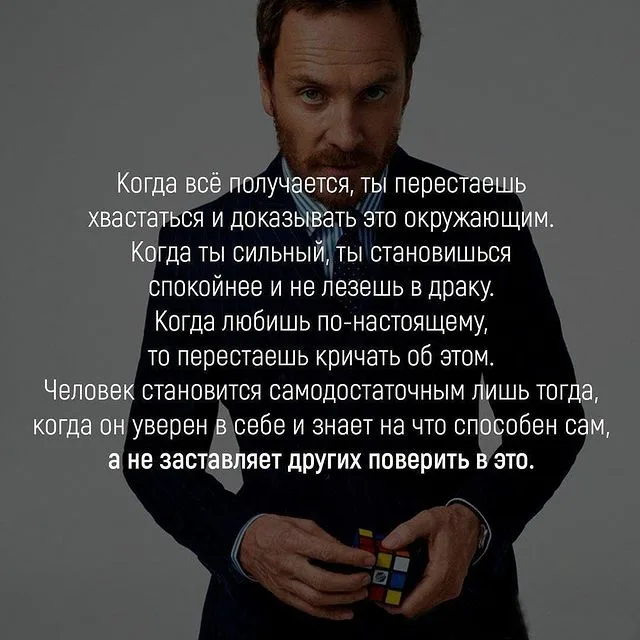 Когда всё получается, ты перестаешь
хвастаться и доказывать это окружающим.
Когда ты сильный, ты становишься
спокойнее и не лезешь в драку.
Когда любишь по-настоящему,
то перестаешь кричать об этом.
Человек становится самодостаточным лишь тогда,
когда он уверен в себе и знает на что способен сам,
а не заставляет других поверить в это.